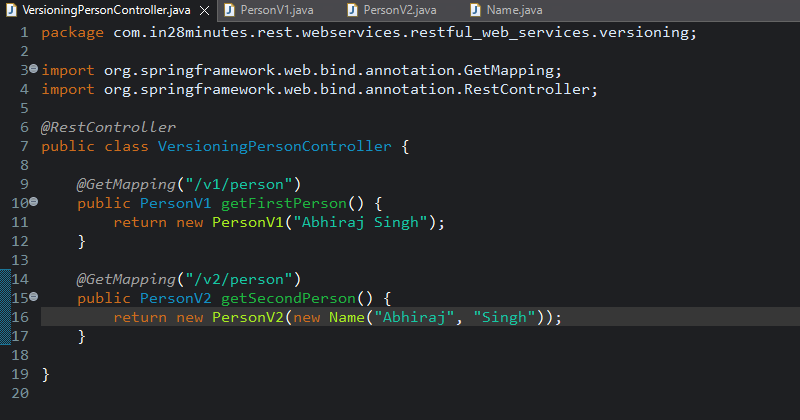 VersioningPersonController.java PersonV1.java PersonV2.java Name.java
1 package com.in28minutes.rest.webservices.restful_web_services.versioning;
2
3 import org.springframework.web.bind.annotation.GetMapping;
4 import org.springframework.web.bind.annotation.RestController;
5
6 @RestController
7 public class VersioningPersonController {
8
9     @GetMapping("/v1/person")
10     public PersonV1 getFirstPerson() {
11         return new PersonV1("Abhiraj Singh");
12     }
13
14     @GetMapping("/v2/person")
15     public PersonV2 getSecondPerson() {
16         return new PersonV2(new Name("Abhiraj", "Singh"));
17     }
18
19 }
20